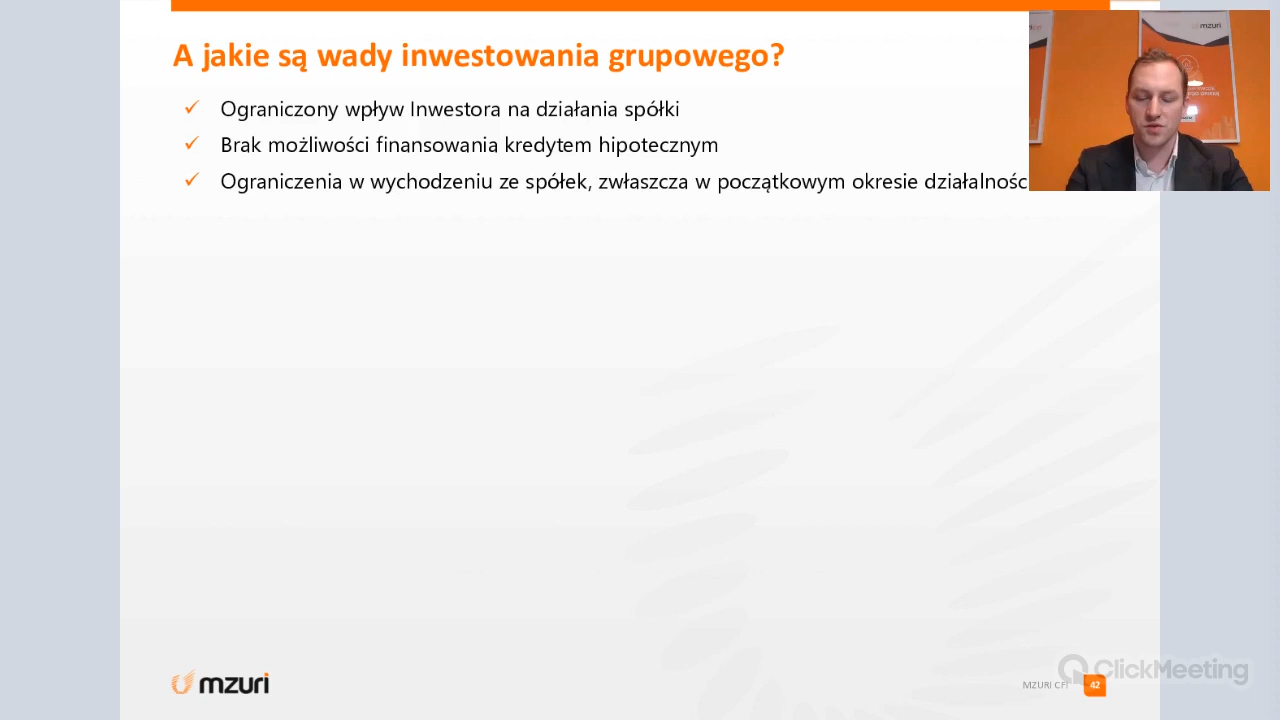 A jakie są wady inwestowania grupowego?
✓ Ograniczony wpływ Inwestora na działania spółki
✓ Brak możliwości finansowania kredytem hipotecznym
✓ Ograniczenia w wychodzeniu ze spółek, zwłaszcza w początkowym okresie działalnośc
mzuri
mzuri
MZURI CFI
42
ClickMeeting